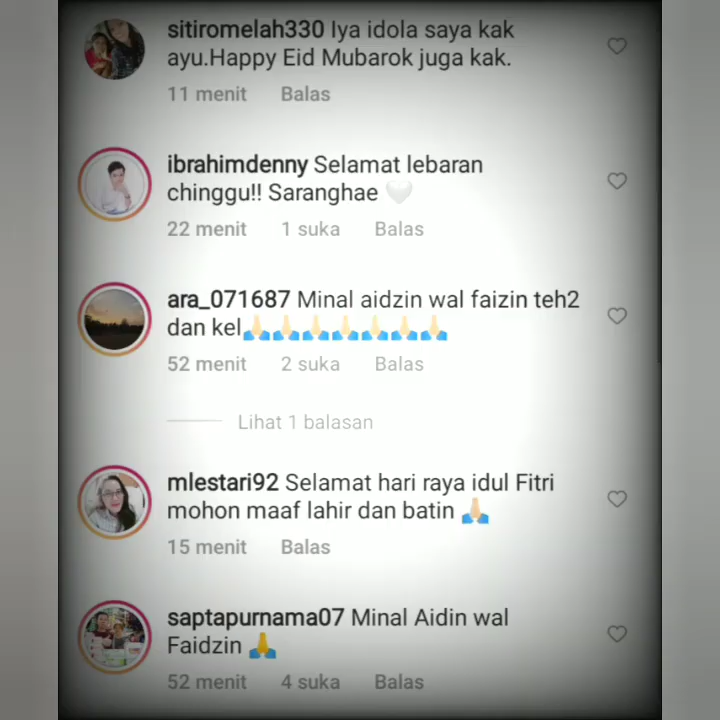 sitiromelah330 Iya idola saya kak
ayu.Happy Eid Mubarok juga kak.
11 menit Balas
ibrahimdenny Selamat lebaran
chinggu!! Saranghae 🤍
22 menit 1 suka Balas
ara_071687 Minal aidzin wal faizin teh2
dan kel🙏🏻🙏🏻🙏🏻🙏🏻🙏🏻🙏🏻🙏🏻
52 menit 2 suka Balas
Lihat 1 balasan
mlestari92 Selamat hari raya idul Fitri
mohon maaf lahir dan batin 🙏🏻
15 menit Balas
saptapurnama07 Minal Aidin wal
Faidzin 🙏
52 menit 4 suka Balas